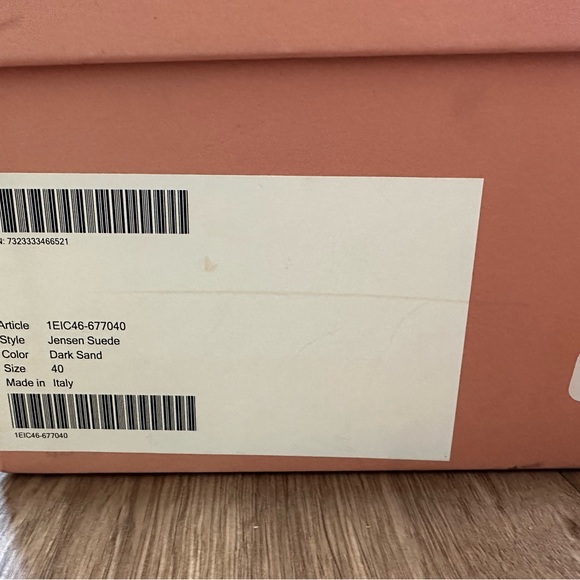 N: 7323333466521
Article 1EIC46-677040
Style Jensen Suede
Color Dark Sand
Size 40
Made in Italy
1EIC46-677040